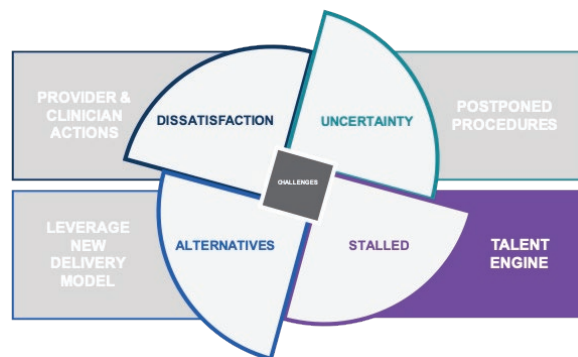 PROVIDER &
CLINICIAN
ACTIONS
DISSATISFACTION
UNCERTAINTY
POSTPONED
PROCEDURES
CHALLENGES
LEVERAGE
NEW
DELIVERY
MODEL
ALTERNATIVES
STALLED
TALENT
ENGINE